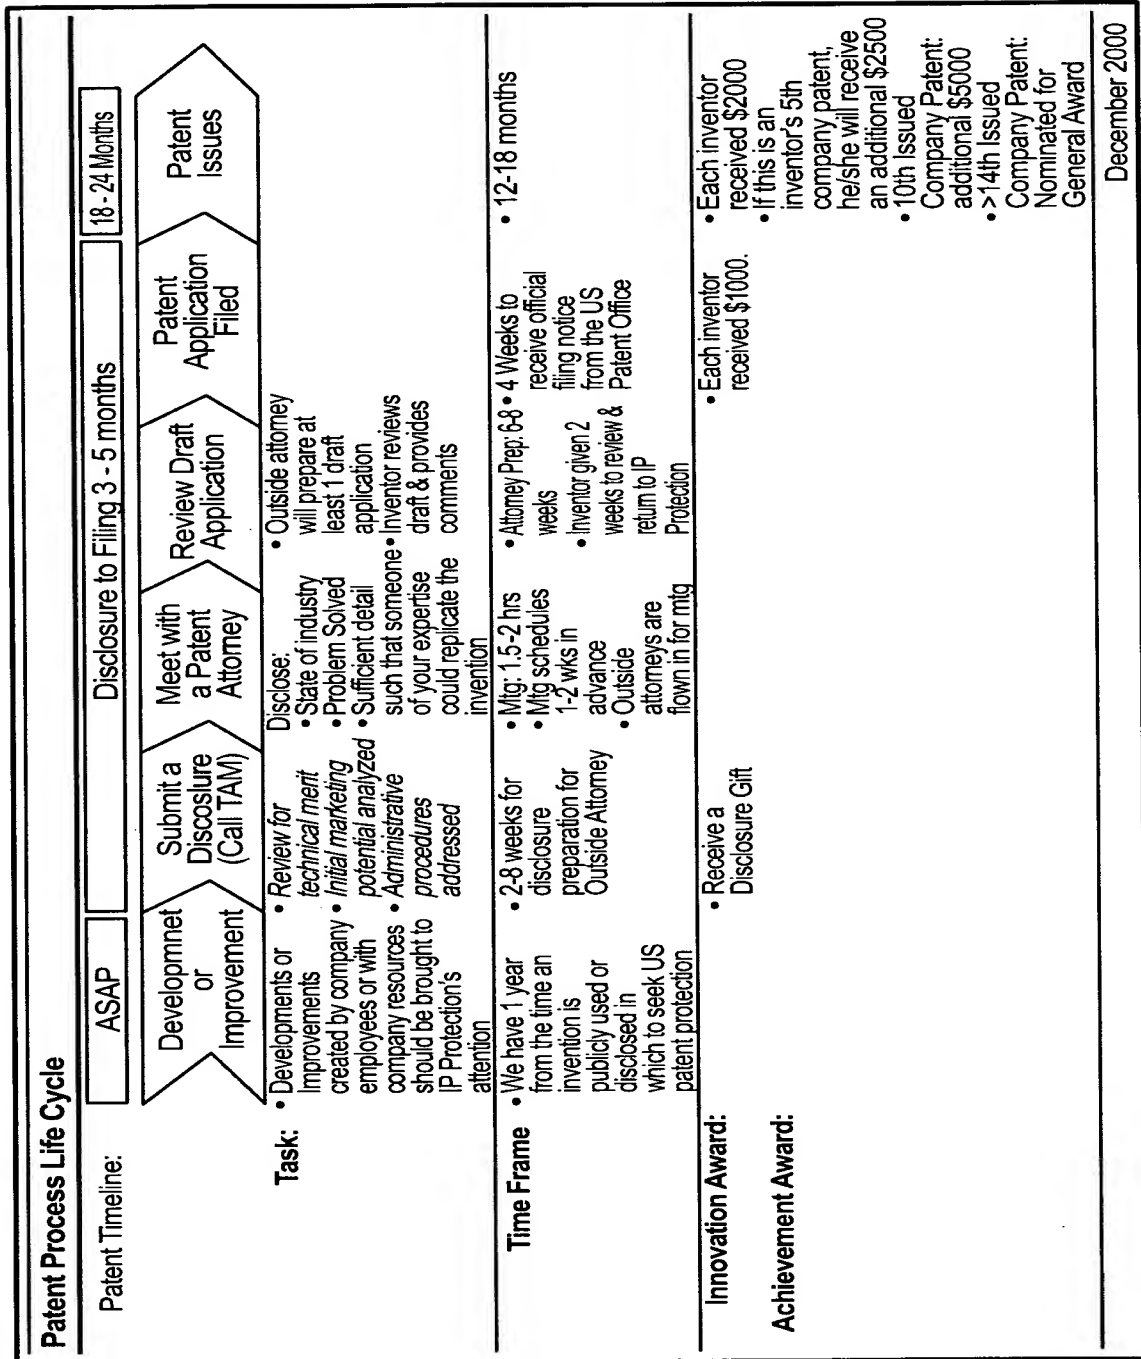 Patent Process Life Cycle
Patent Timeline:
ASAP
Disclosure to Filing 3 - 5 months
18 - 24 Months
Developmnet
or
Improvement
Submit a
Discoslure
(Call TAM)
Meet with
a Patent
Attorney
Review Draft
Application
Patent
Application
Filed
Patent
Issues
Task:
• Developments or
Improvements
created by company
employees or with
company resources
should be brought to
IP Protection's
attention
• Review for
technical merit
• Initial marketing
potential analyzed
• Administrative
procedures
addressed
Disclose:
• State of industry
• Problem Solved
• Sufficient detail
such that someone
of your expertise
could replicate the
invention
• Outside attorney
will prepare at
least 1 draft
application
• Inventor reviews
draft & provides
comments
Time Frame
• We have 1 year
from the time an
invention is
publicly used or
disclosed in
which to seek US
patent protection
• 2-8 weeks for
disclosure
preparation for
Outside Attorney
• Mtg: 1.5-2 hrs
• Mtg schedules
1-2 wks in
advance
• Outside
attorneys are
flown in for mtg
• Attorney Prep: 6-8
weeks
• Inventor given 2
weeks to review &
return to IP
Protection
• 4 Weeks to
receive official
filing notice
from the US
Patent Office
• 12-18 months
Innovation Award:
Achievement Award:
• Receive a
Disclosure Gift
• Each inventor
received $1000.
• Each inventor
received $2000
• If this is an
inventor's 5th
company patent,
he/she will receive
an additional $2500
• 10th Issued
Company Patent:
additional $5000
• >14th Issued
Company Patent:
Nominated for
General Award
December 2000